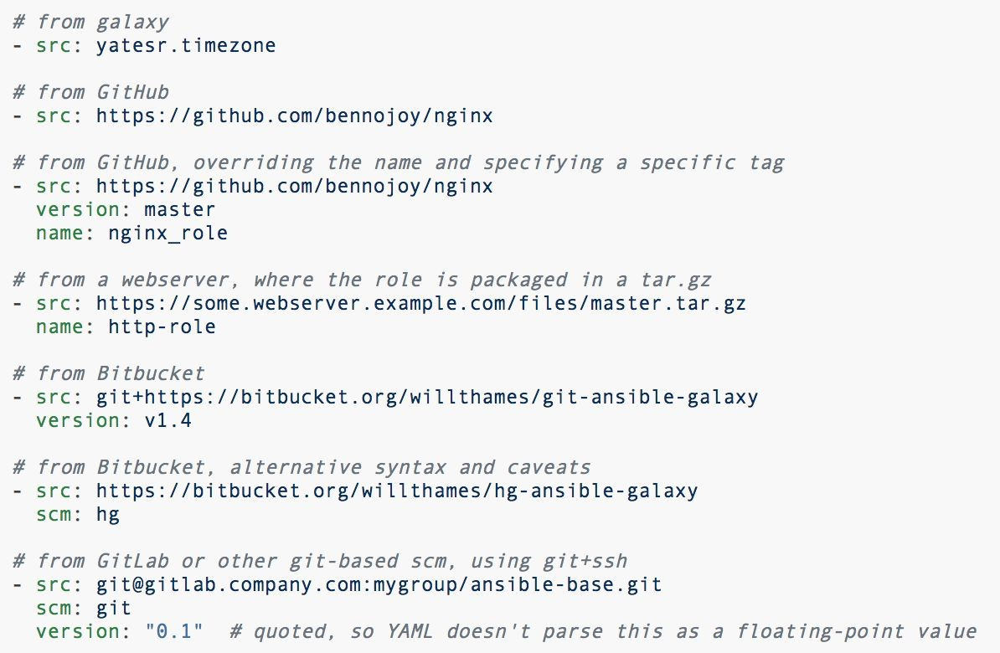 # from galaxy
- src: yatesr.timezone
# from GitHub
- src: https://github.com/bennojoy/nginx
# from GitHub, overriding the name and specifying a specific tag
- src: https://github.com/bennojoy/nginx
  version: master
  name: nginx_role
# from a webserver, where the role is packaged in a tar.gz
- src: https://some.webserver.example.com/files/master.tar.gz
  name: http-role
# from Bitbucket
- src: git+https://bitbucket.org/willthames/git-ansible-galaxy
  version: v1.4
# from Bitbucket, alternative syntax and caveats
- src: https://bitbucket.org/willthames/hg-ansible-galaxy
  scm: hg
# from GitLab or other git-based scm, using git+ssh
- src: git@gitlab.company.com:mygroup/ansible-base.git
  scm: git
  version: "0.1"  # quoted, so YAML doesn't parse this as a floating-point value